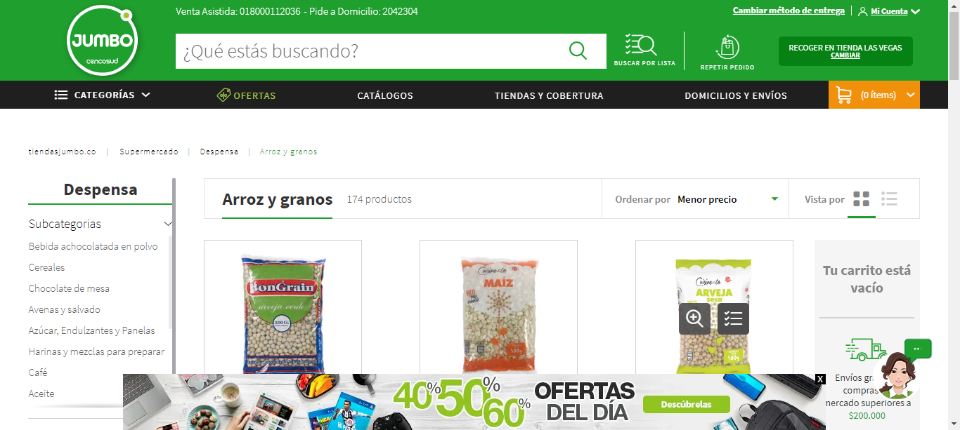 Venta Asistida: 018000112036 - Pide a Domicilio: 2042304
Cambiar método de entrega
Mi Cuenta
JUMBO
cencosud
¿Qué estás buscando?
BUSCAR POR LISTA
REPETIR PEDIDO
RECOGER EN TIENDA LAS VEGAS
CAMBIAR
CATEGORÍAS
OFERTAS
CATÁLOGOS
TIENDAS Y COBERTURA
DOMICILIOS Y ENVÍOS
(0 ítems)
tiendasjumbo.co | Supermercado | Despensa | Arroz y granos
Despensa
Subcategorias
Bebida achocolatada en polvo
Cereales
Chocolate de mesa
Avenas y salvado
Azúcar, Endulzantes y Panelas
Harinas y mezclas para preparar
Café
Aceite
Arroz y granos
174 productos
Ordenar por
Menor precio
Vista por
BonGrain
arveja verde
MAÍZ
ARVEJA
Tu carrito está
vacío
Envíos
compras
mercado superiores a
$200.000
40% 50% 60%
OFERTAS
DEL DÍA
Descúbrelas
X